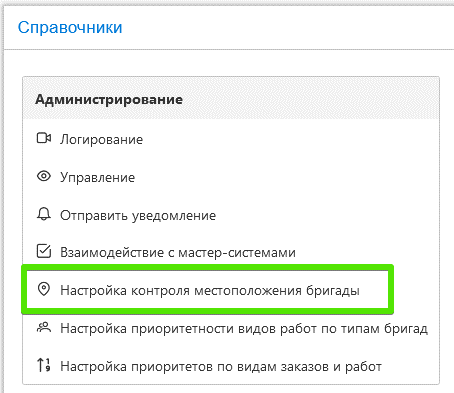 Справочники
Администрирование
Логирование
Управление
Отправить уведомление
Взаимодействие с мастер-системами
Настройка контроля местоположения бригады
Настройка приоритетности видов работ по типам бригад
Настройка приоритетов по видам заказов и работ